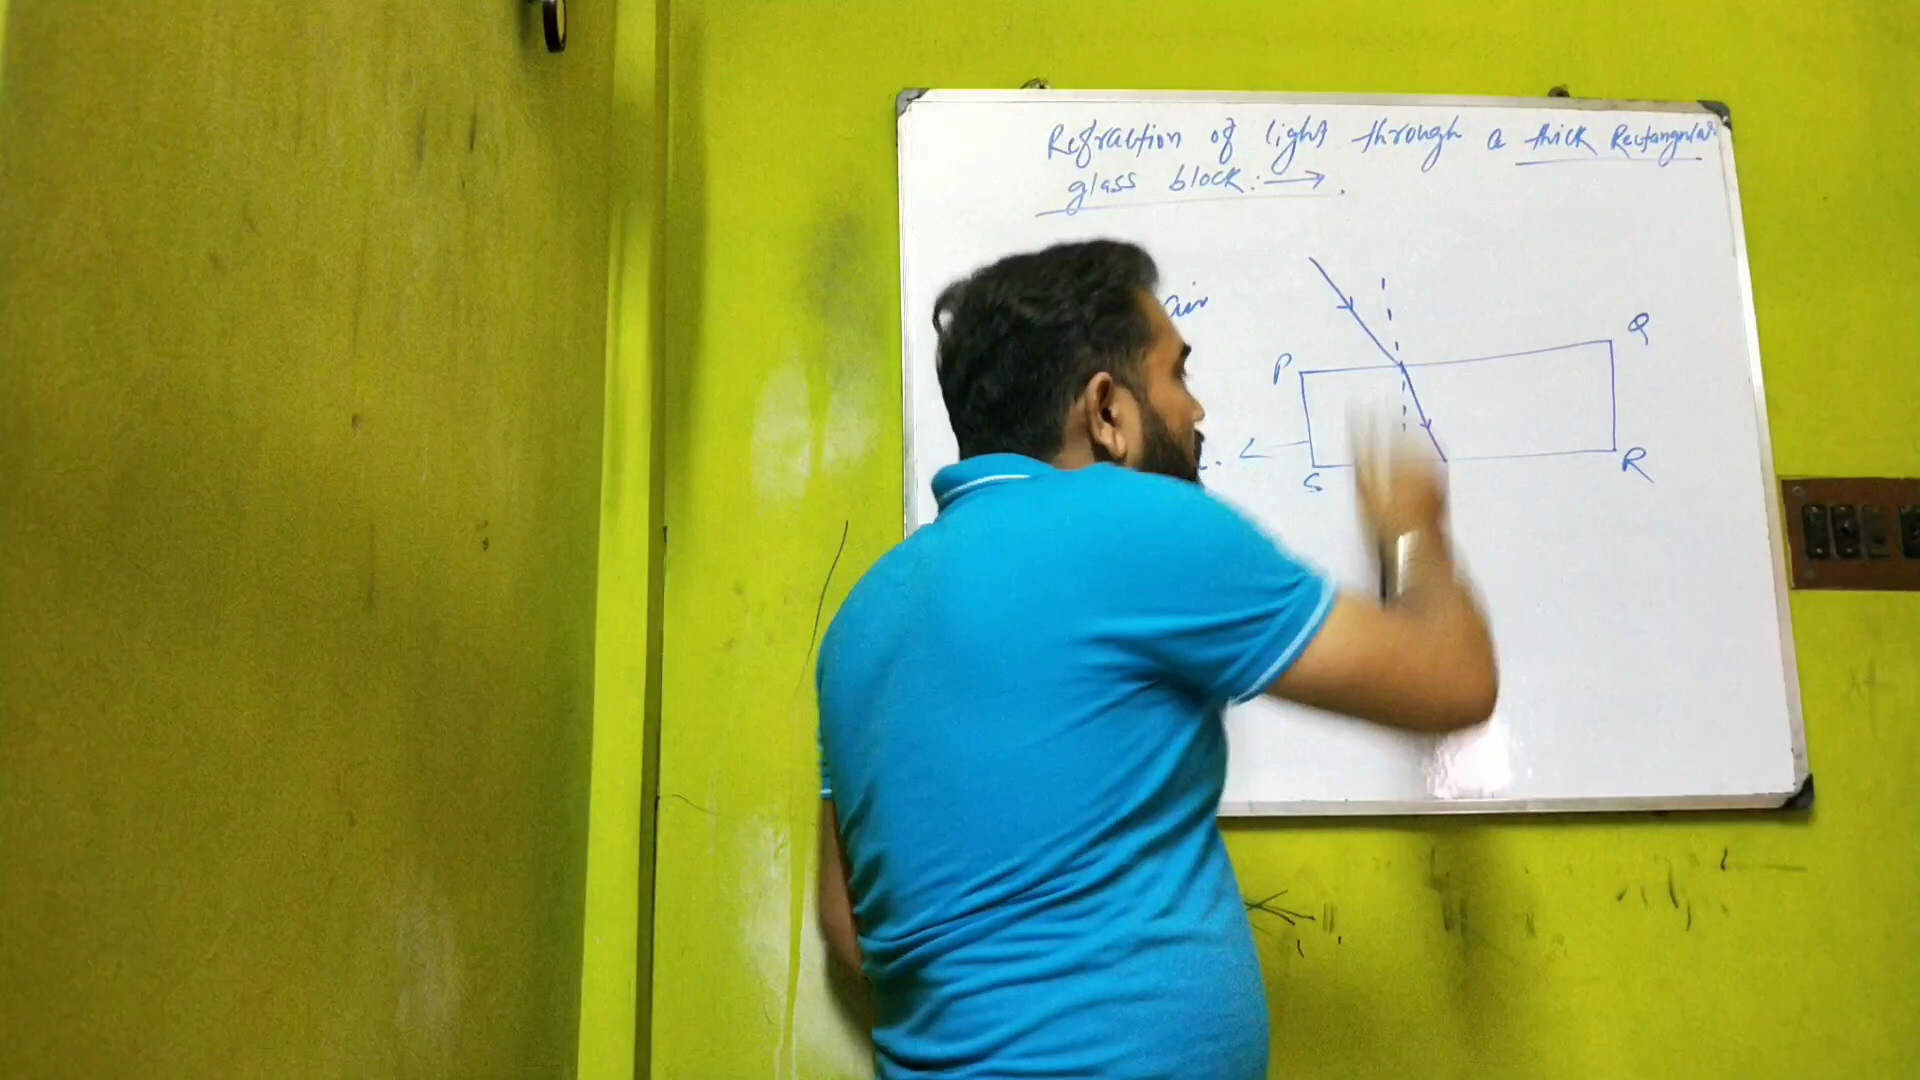 Refraction of light through a thick Rectangular
glass block:→.
air
P
Q
S
R